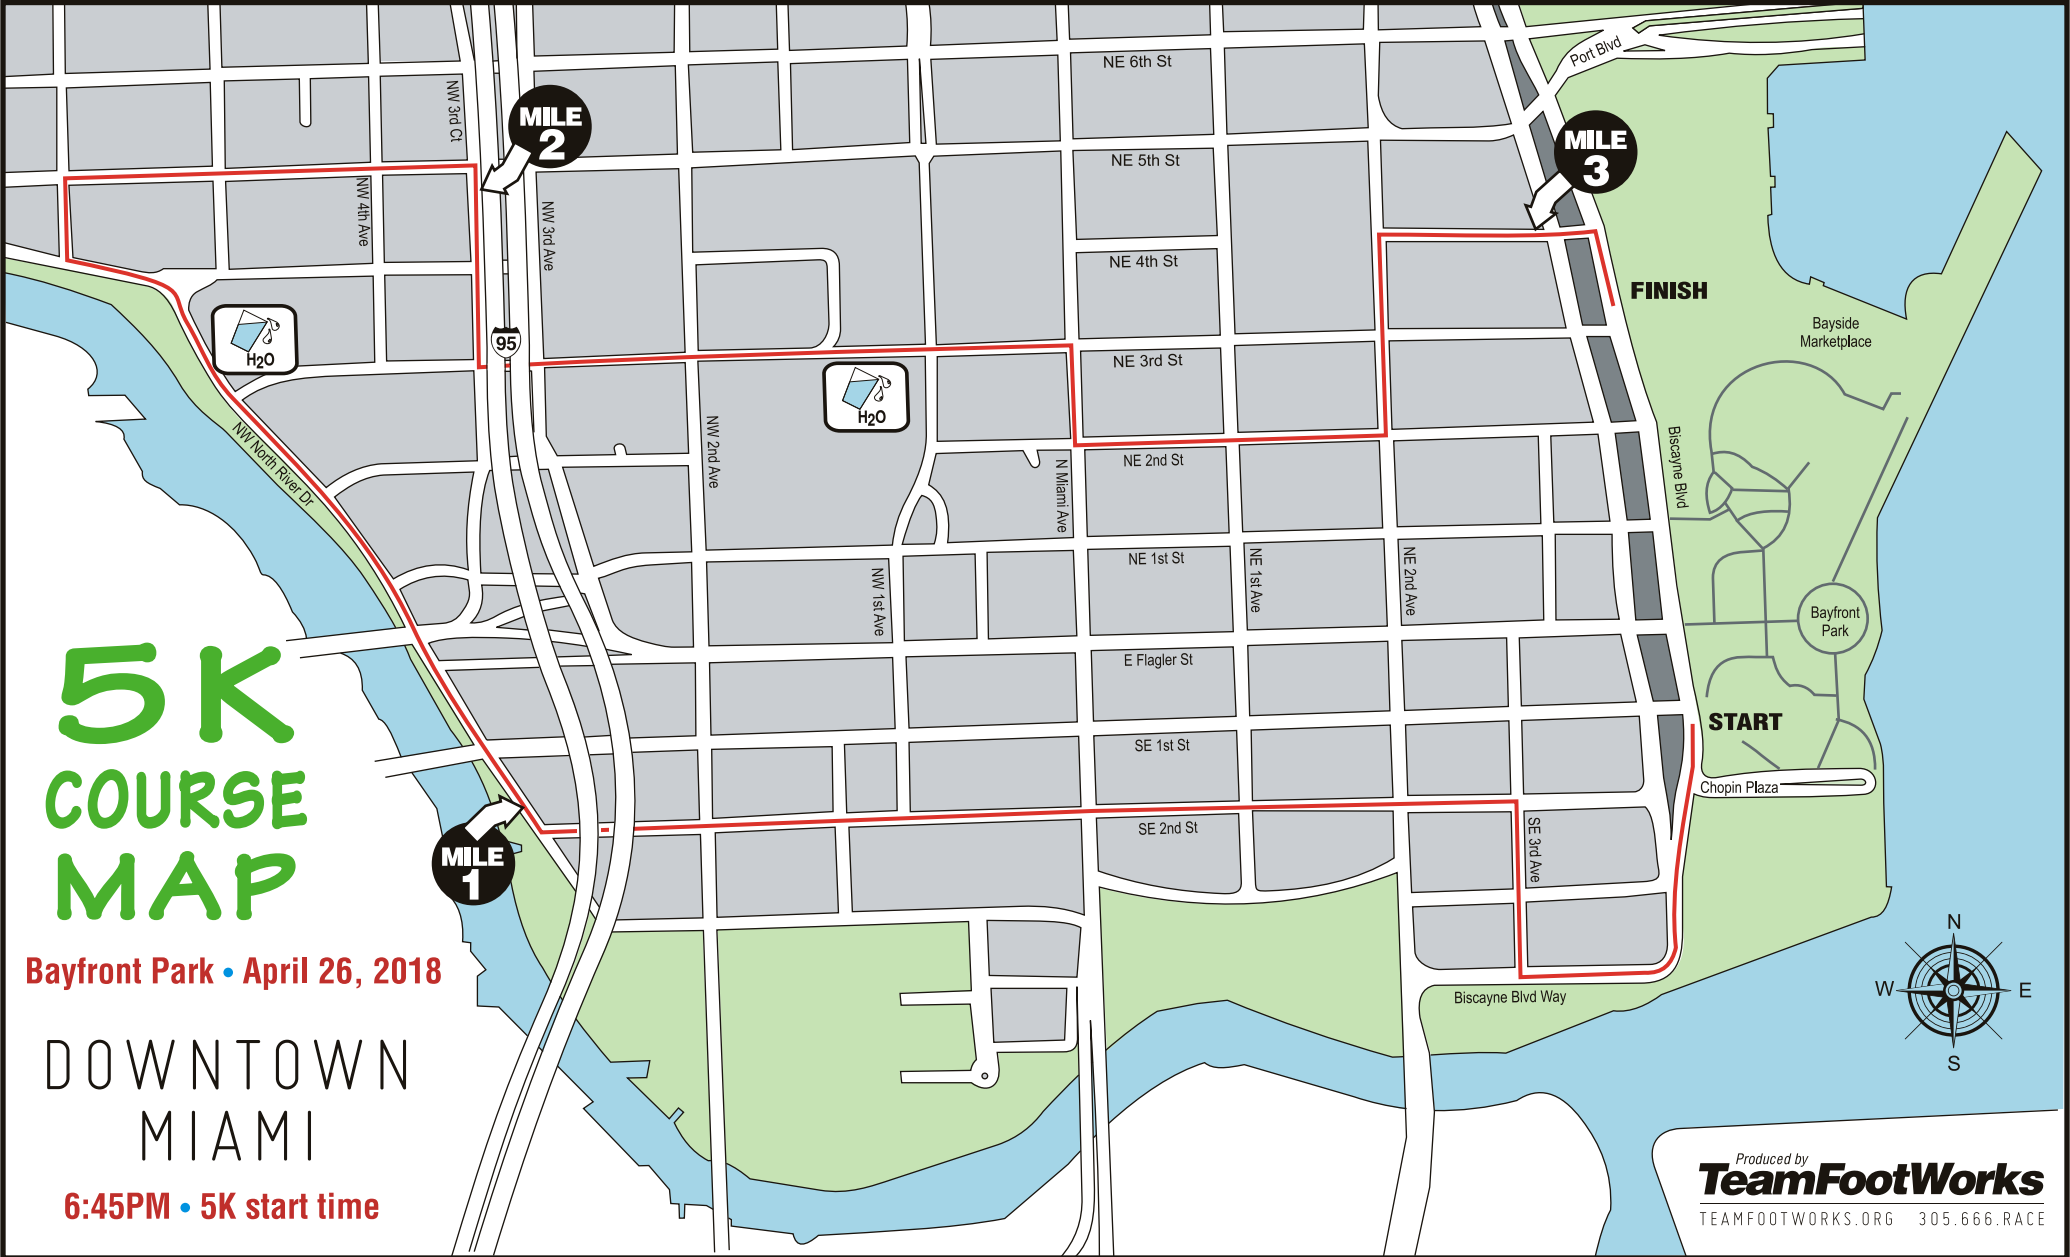 NE 6th St
Port Blvd
NW 3rd Ct
MILE
2
MILE
3
NE 5th St
NW 4th Ave
NW 3rd Ave
NE 4th St
FINISH
Bayside
Marketplace
H2O
95
NE 3rd St
H2O
NW North River Dr
NW 2nd Ave
N Miami Ave
NE 2nd St
Biscayne Blvd
NE 1st St
NW 1st Ave
NE 1st Ave
NE 2nd Ave
Bayfront
Park
E Flagler St
START
SE 1st St
Chopin Plaza
SE 2nd St
SE 3rd Ave
MILE
1
Biscayne Blvd Way
5K
COURSE
MAP
Bayfront Park • April 26, 2018
DOWNTOWN
MIAMI
6:45PM • 5K start time
N
W E
S
Produced by
TeamFootWorks
TEAMFOOTWORKS.ORG 305.666.RACE